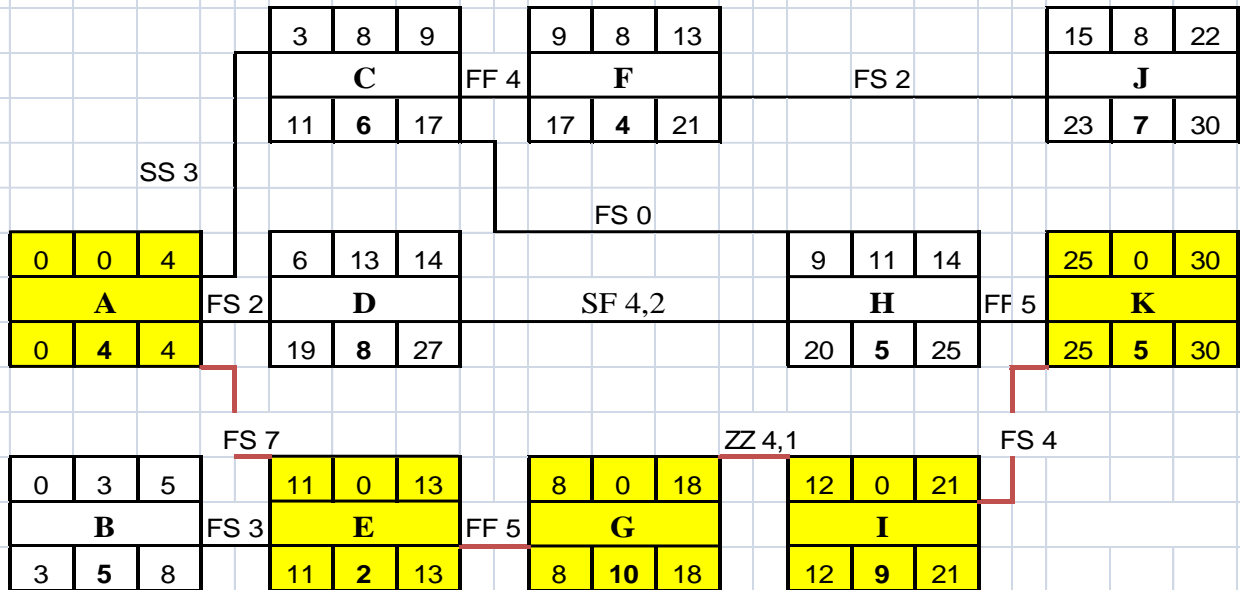 3 8 9 9 8 13 15 8 22
C FF 4 F FS 2 J
11 6 17 17 4 21 23 7 30
SS 3
FS 0
0 0 4 6 13 14 9 11 14 25 0 30
A FS 2 D SF 4,2 H FF 5 K
0 4 4 19 8 27 20 5 25 25 5 30
FS 7 ZZ 4,1 FS 4
0 3 5 11 0 13 8 0 18 12 0 21
B FS 3 E FF 5 G I
3 5 8 11 2 13 8 10 18 12 9 21